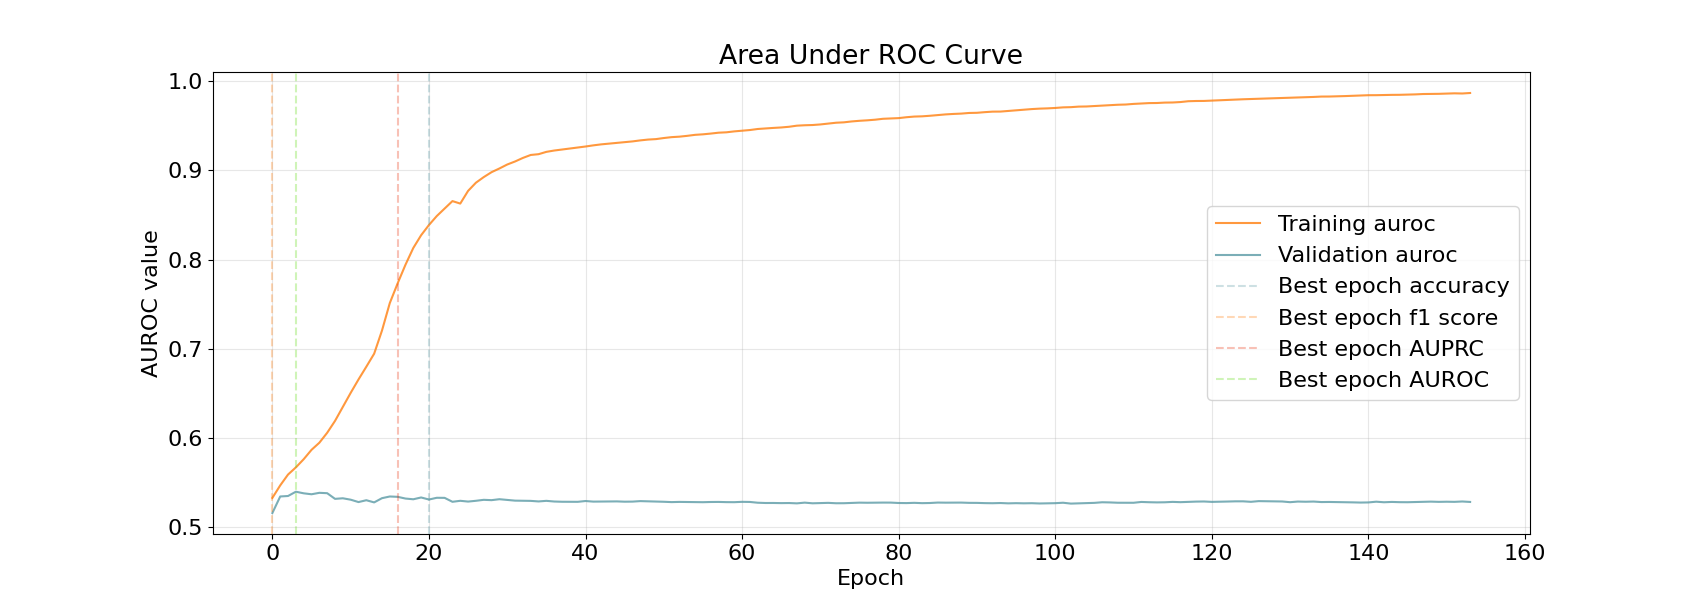 Area Under ROC Curve
AUROC value
1.0
0.9
0.8
0.7
0.6
0.5
Training auroc
Validation auroc
Best epoch accuracy
Best epoch f1 score
Best epoch AUPRC
Best epoch AUROC
0 20 40 60 80 100 120 140 160
Epoch